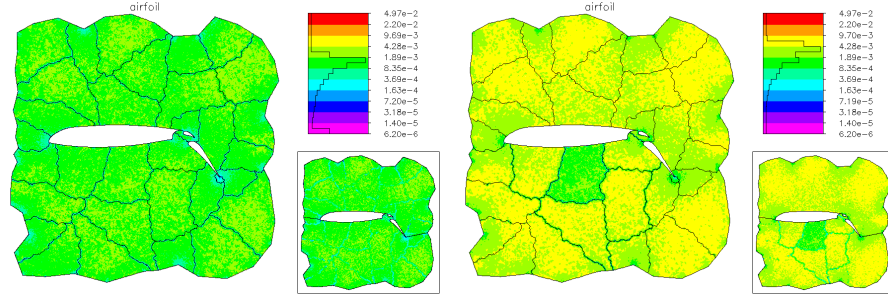 airfoil
4.97e-2
2.20e-2
9.69e-3
4.28e-3
1.89e-3
8.35e-4
3.69e-4
1.63e-4
7.20e-5
3.18e-5
1.40e-5
6.20e-6
airfoil
4.97e-2
2.20e-2
9.70e-3
4.28e-3
1.89e-3
8.35e-4
3.69e-4
1.63e-4
7.19e-5
3.18e-5
1.40e-5
6.20e-6